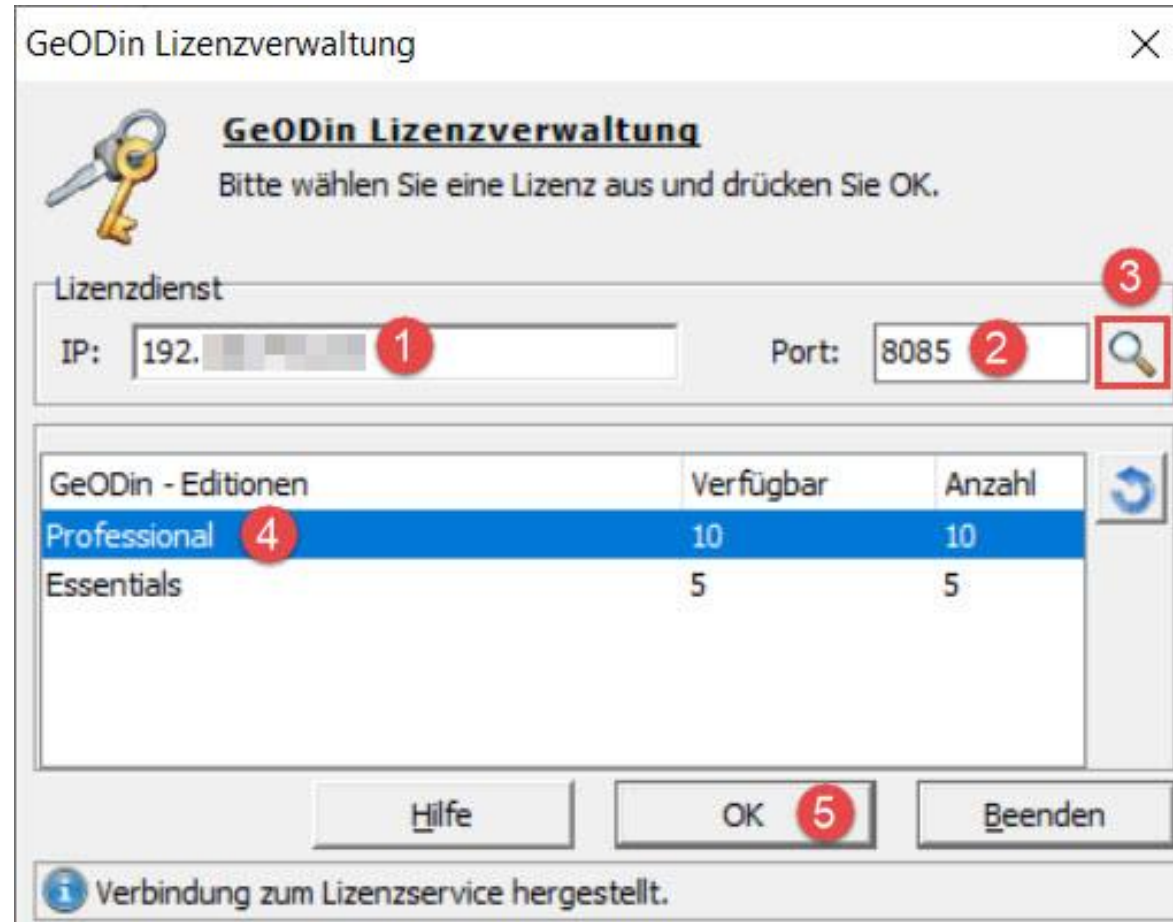 GeODin Lizenzverwaltung
GeODin Lizenzverwaltung
Bitte wählen Sie eine Lizenz aus und drücken Sie OK.
3
Lizenzdienst
IP: 192. 1 Port: 8085 2
GeODin - Editionen Verfügbar Anzahl
Professional 4 10 10
Essentials 5 5
Hilfe OK 5 Beenden
Verbindung zum Lizenzservice hergestellt.